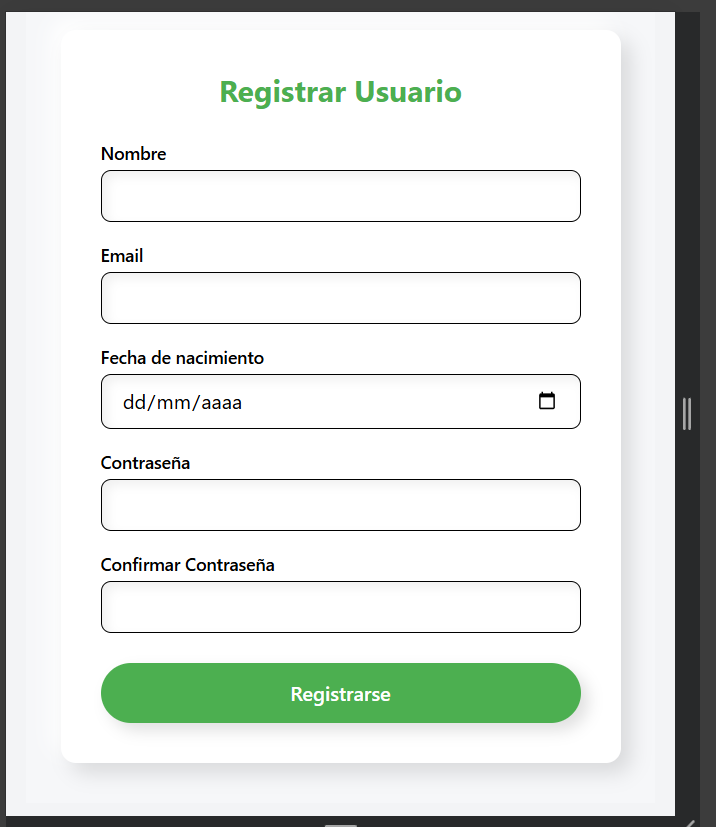 Registrar Usuario
Nombre
Email
Fecha de nacimiento
dd/mm/aaaa
Contraseña
Confirmar Contraseña
Registrarse